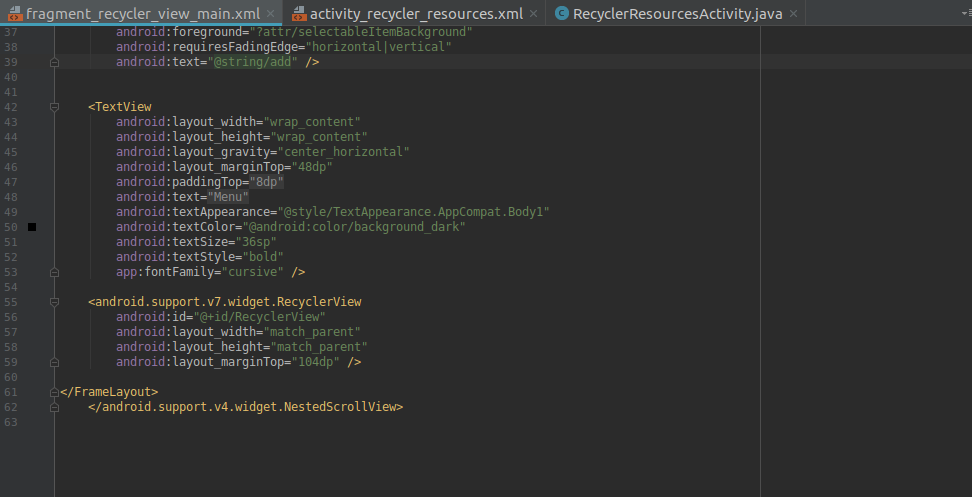 fragment_recycler_view_main.xml × activity_recycler_resources.xml × RecyclerResourcesActivity.java ×
37 android:foreground="?attr/selectableItemBackground"
38 android:requiresFadingEdge="horizontal|vertical"
39 android:text="@string/add" />
40
41
42 <TextView
43 android:layout_width="wrap_content"
44 android:layout_height="wrap_content"
45 android:layout_gravity="center_horizontal"
46 android:layout_marginTop="48dp"
47 android:paddingTop="8dp"
48 android:text="Menu"
49 android:textAppearance="@style/TextAppearance.AppCompat.Body1"
50 android:textColor="@android:color/background_dark"
51 android:textSize="36sp"
52 android:textStyle="bold"
53 app:fontFamily="cursive" />
54
55 <android.support.v7.widget.RecyclerView
56 android:id="@+id/RecyclerView"
57 android:layout_width="match_parent"
58 android:layout_height="match_parent"
59 android:layout_marginTop="104dp" />
60
61 </FrameLayout>
62 </android.support.v4.widget.NestedScrollView>
63